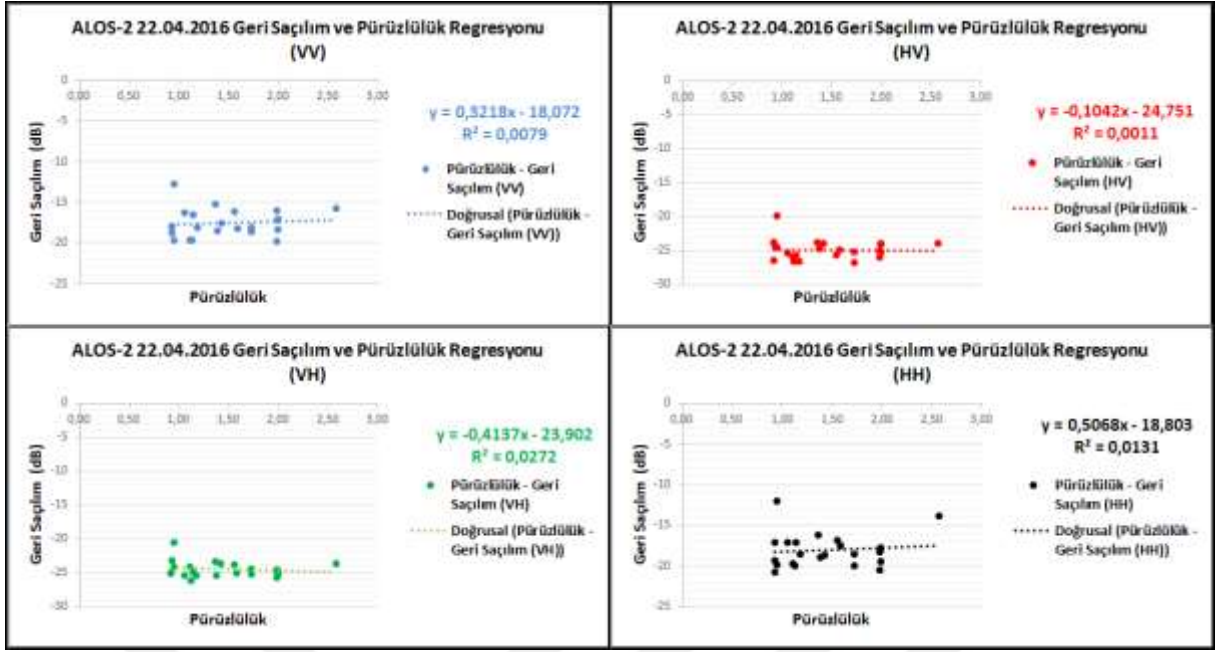 ALOS-2 22.04.2016 Geri Saçılım ve Pürüzlülük Regresyonu
(VV)
0
0,00 0,50 1,00 1,50 2,00 2,50 3,00
-5
-10
-15
-20
-25
Geri Saçılım (dB)
Pürüzlülük
y = 0,3218x - 18,072
R² = 0,0079
Pürüzlülük - Geri
Saçılım (VV)
Doğrusal (Pürüzlülük -
Geri Saçılım (VV))
ALOS-2 22.04.2016 Geri Saçılım ve Pürüzlülük Regresyonu
(HV)
0
0,00 0,50 1,00 1,50 2,00 2,50 3,00
-5
-10
-15
-20
-25
-30
Geri Saçılım (dB)
Pürüzlülük
y = -0,1042x - 24,751
R² = 0,0011
Pürüzlülük - Geri
Saçılım (HV)
Doğrusal (Pürüzlülük -
Geri Saçılım (HV))
ALOS-2 22.04.2016 Geri Saçılım ve Pürüzlülük Regresyonu
(VH)
0
0,00 0,50 1,00 1,50 2,00 2,50 3,00
-5
-10
-15
-20
-25
-30
Geri Saçılım (dB)
Pürüzlülük
y = -0,4137x - 23,902
R² = 0,0272
Pürüzlülük - Geri
Saçılım (VH)
Doğrusal (Pürüzlülük -
Geri Saçılım (VH))
ALOS-2 22.04.2016 Geri Saçılım ve Pürüzlülük Regresyonu
(HH)
0
0,00 0,50 1,00 1,50 2,00 2,50 3,00
-5
-10
-15
-20
-25
Geri Saçılım (dB)
Pürüzlülük
y = 0,5068x - 18,803
R² = 0,0131
Pürüzlülük - Geri
Saçılım (HH)
Doğrusal (Pürüzlülük -
Geri Saçılım (HH))